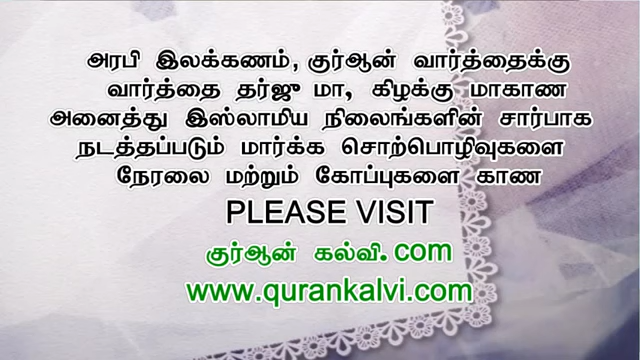 அரபி இலக்கணம், குர்ஆன் வார்த்தைக்கு
வார்த்தை தர்ஜு மா, கிழக்கு மாகாண
அனைத்து இஸ்லாமிய நிலைங்களின் சார்பாக
நடத்தப்படும் மார்க்க சொற்பொழிவுகளை
நேரலை மற்றும் கோப்புகளை காண
PLEASE VISIT
குர்ஆன் கல்வி. com
www.qurankalvi.com